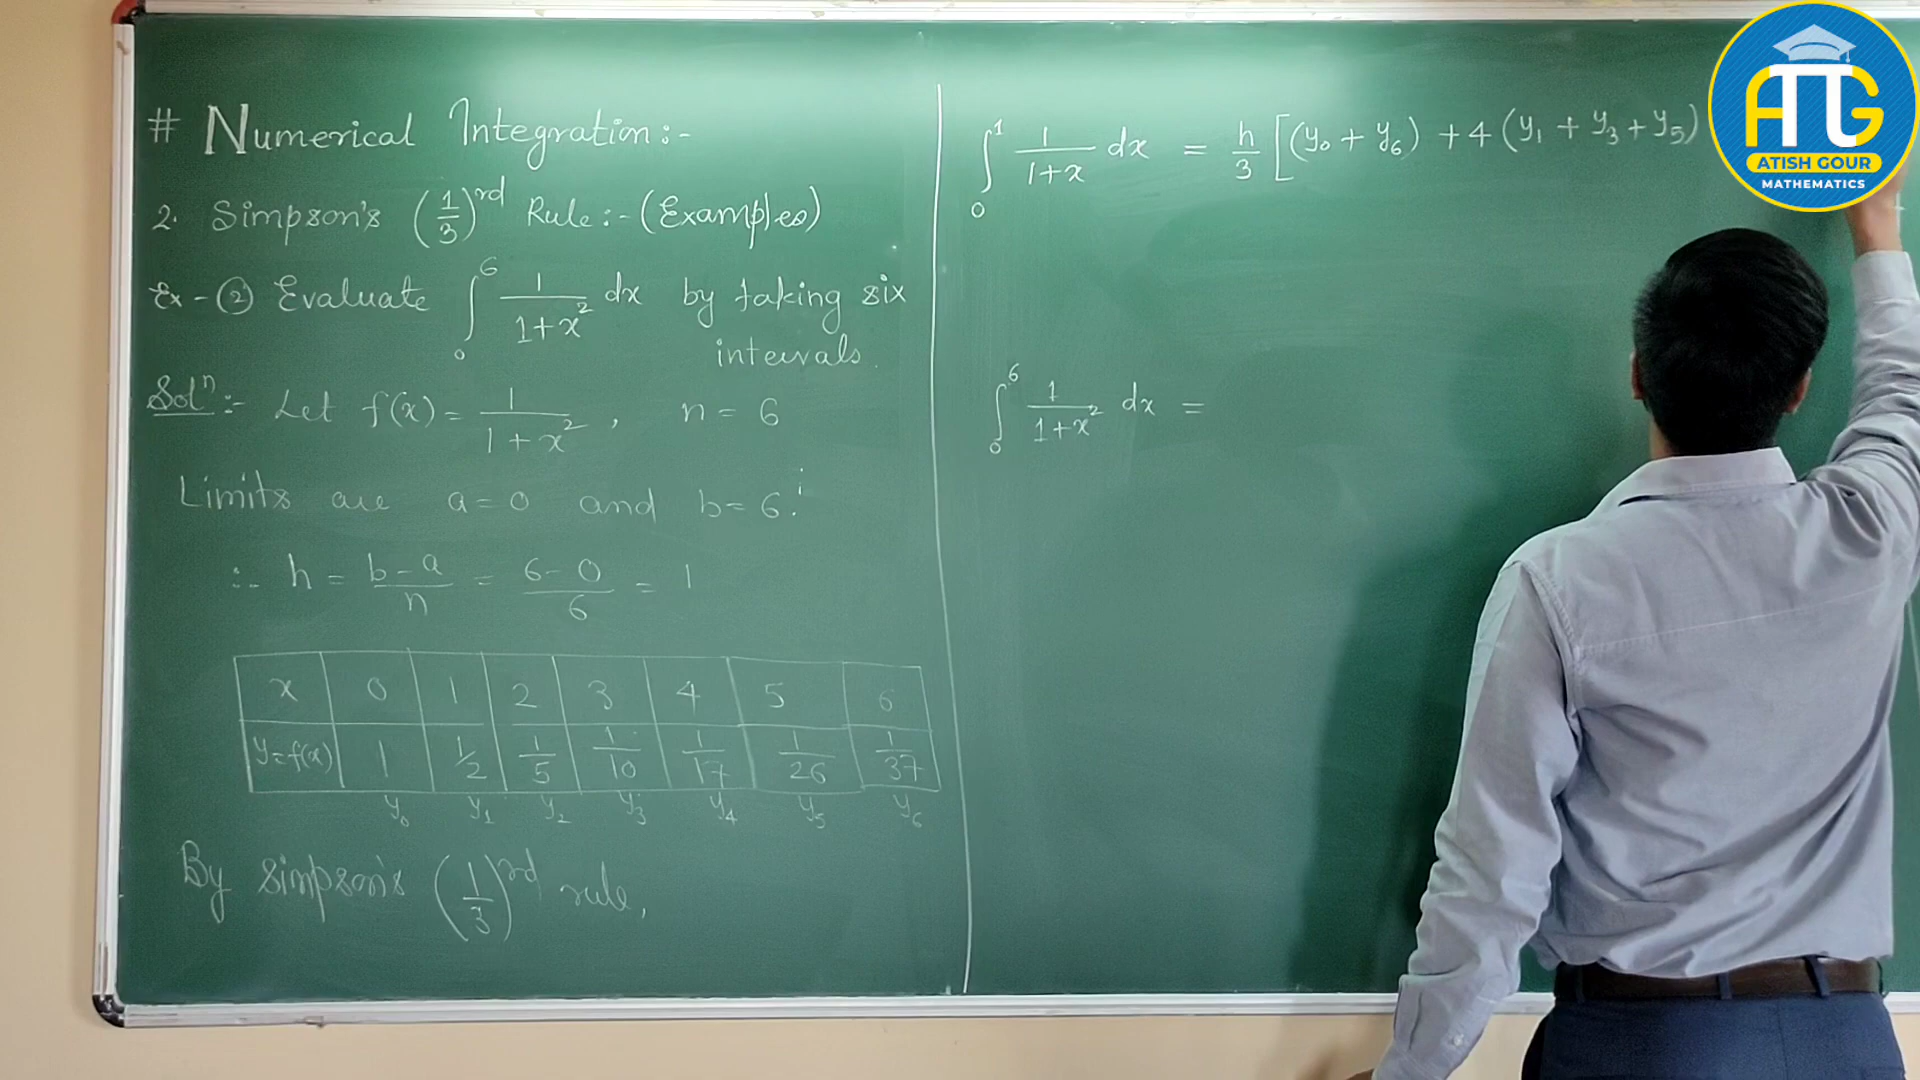 # Numerical Integration:-
2. Simpson's (1/3)rd Rule:- (Examples)
Ex-② Evaluate ∫₀⁶ 1/(1+x²) dx by taking six
intervals.
Solⁿ:- Let f(x) = 1/(1+x²), n = 6
Limits are a=0 and b=6.
∴ h = (b-a)/n = (6-0)/6 = 1
x 0 1 2 3 4 5 6
y=f(x) 1 1/2 1/5 1/10 1/17 1/26 1/37
y₀ y₁ y₂ y₃ y₄ y₅ y₆
By simpson's (1/3)rd rule,
∫₀¹ 1/(1+x) dx = h/3 [(y₀ + y₆) + 4(y₁ + y₃ + y₅)
∫₀⁶ 1/(1+x²) dx =
ATG
ATISH GOUR
MATHEMATICS